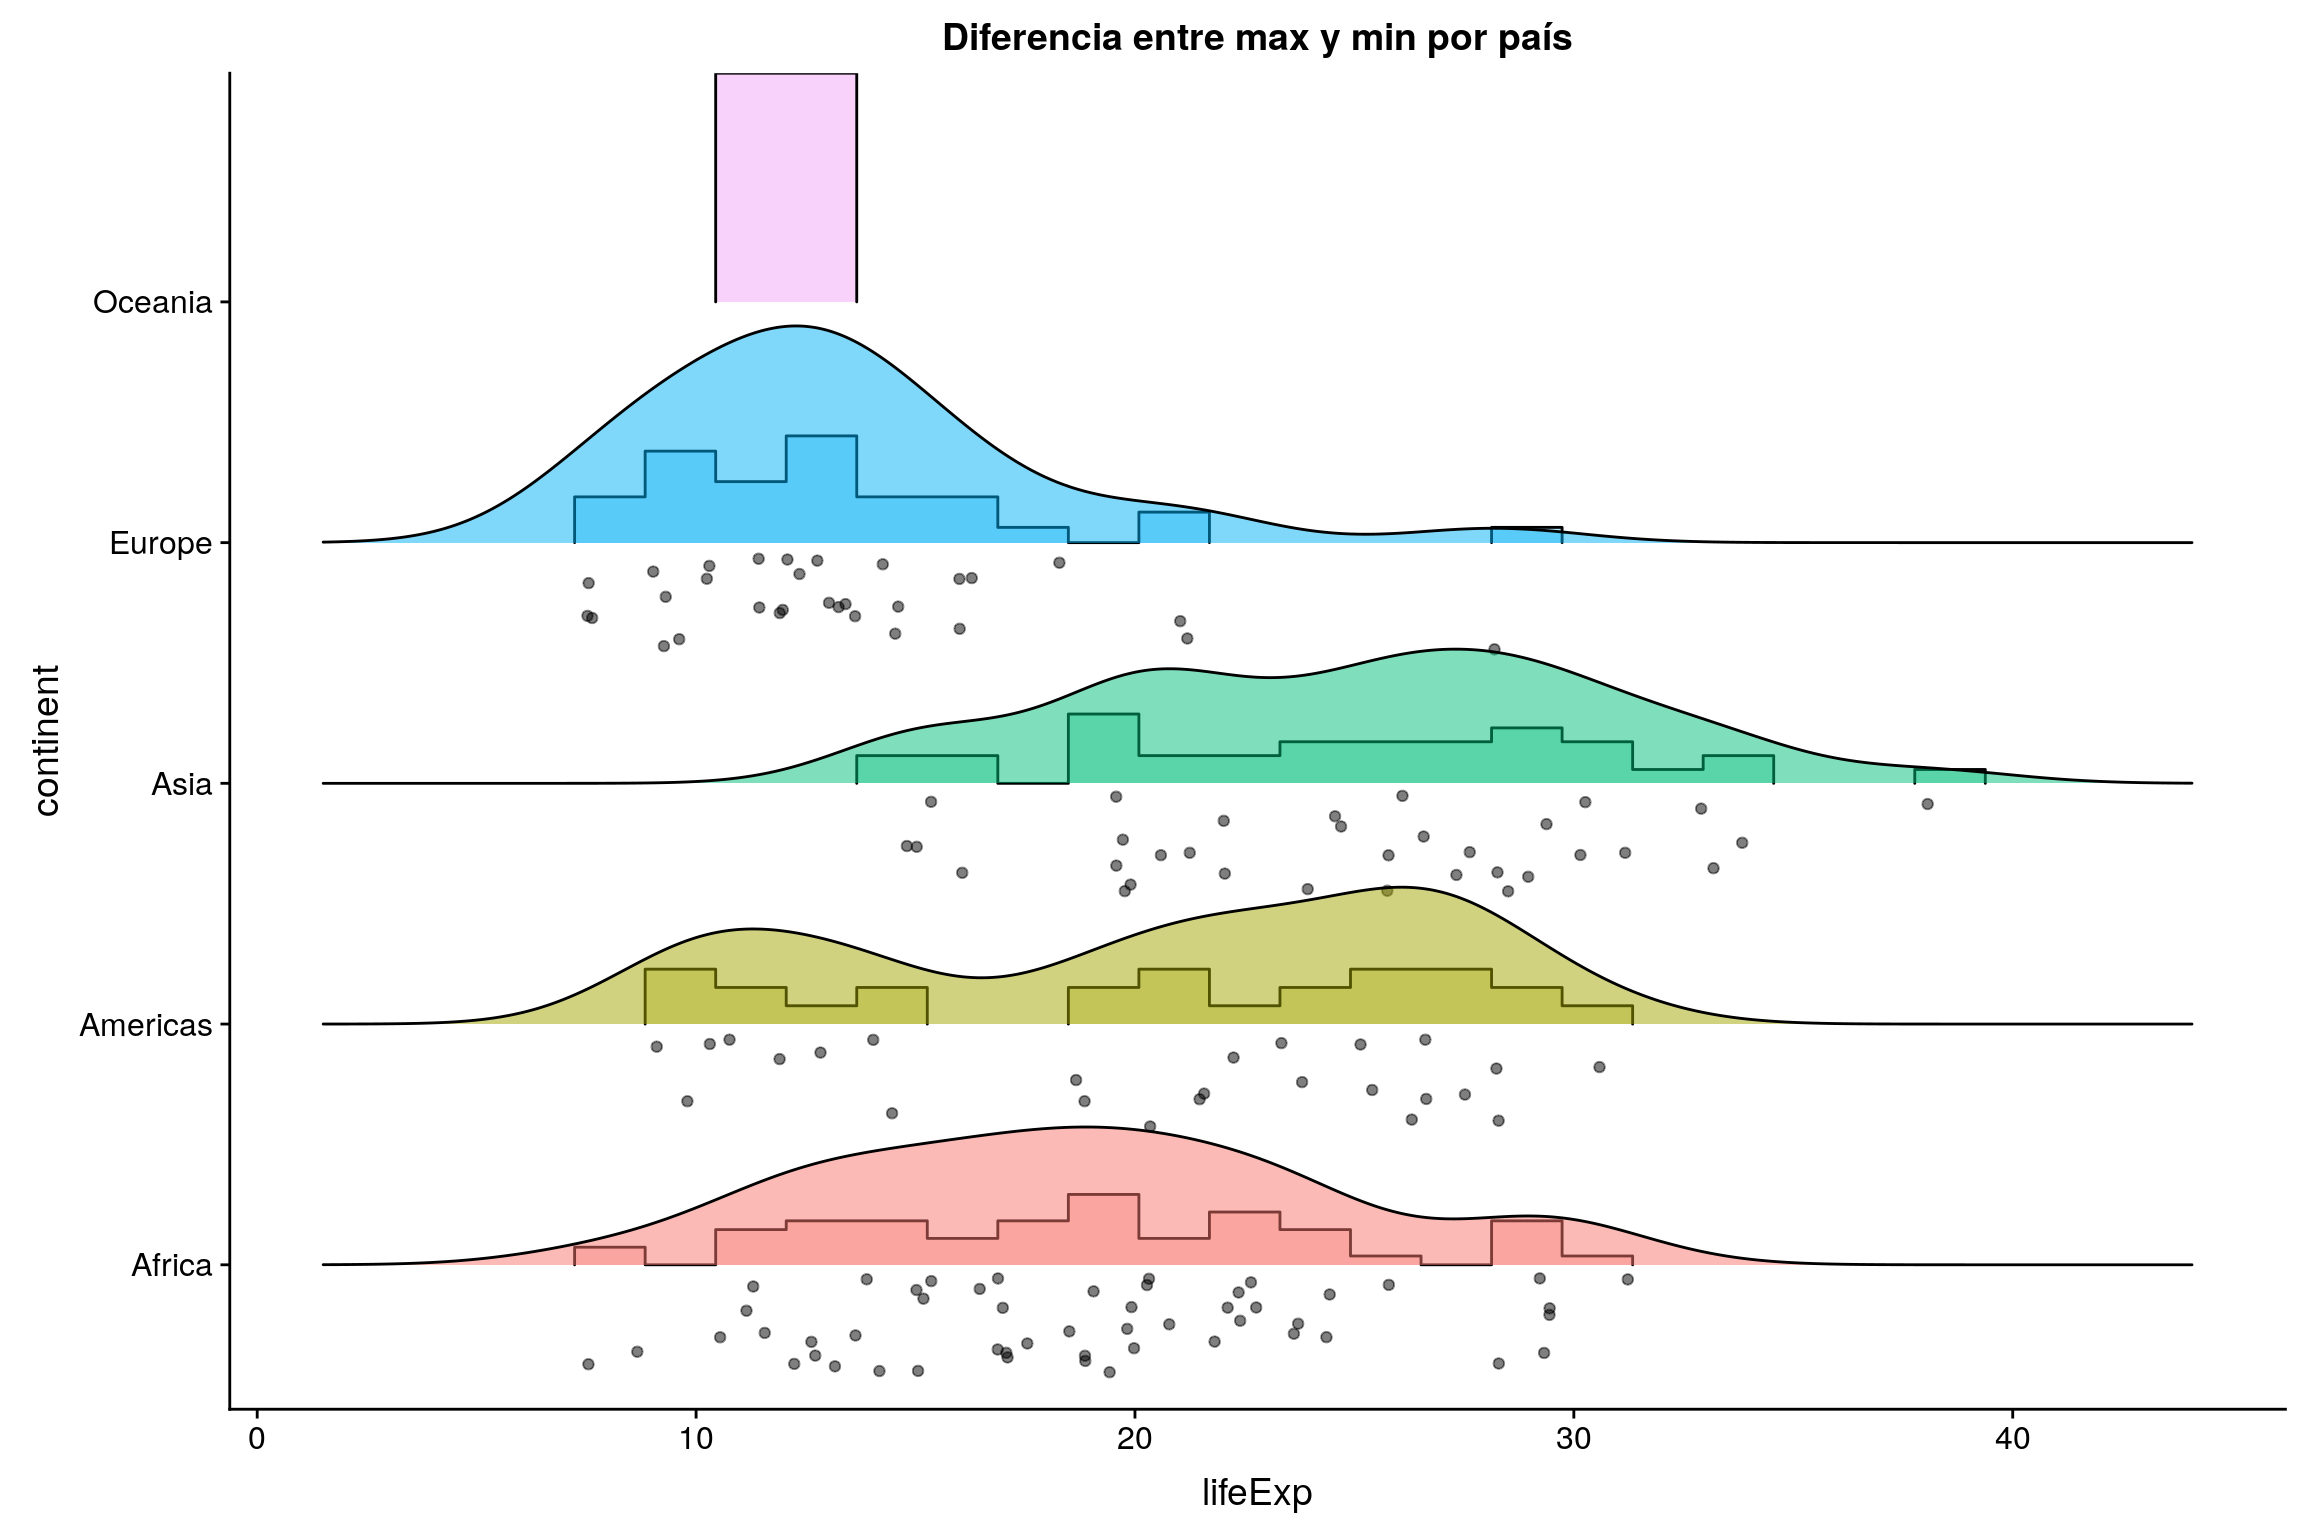 Diferencia entre max y min por país
Oceania
Europe
Asia
Americas
Africa
continent
0 10 20 30 40
lifeExp